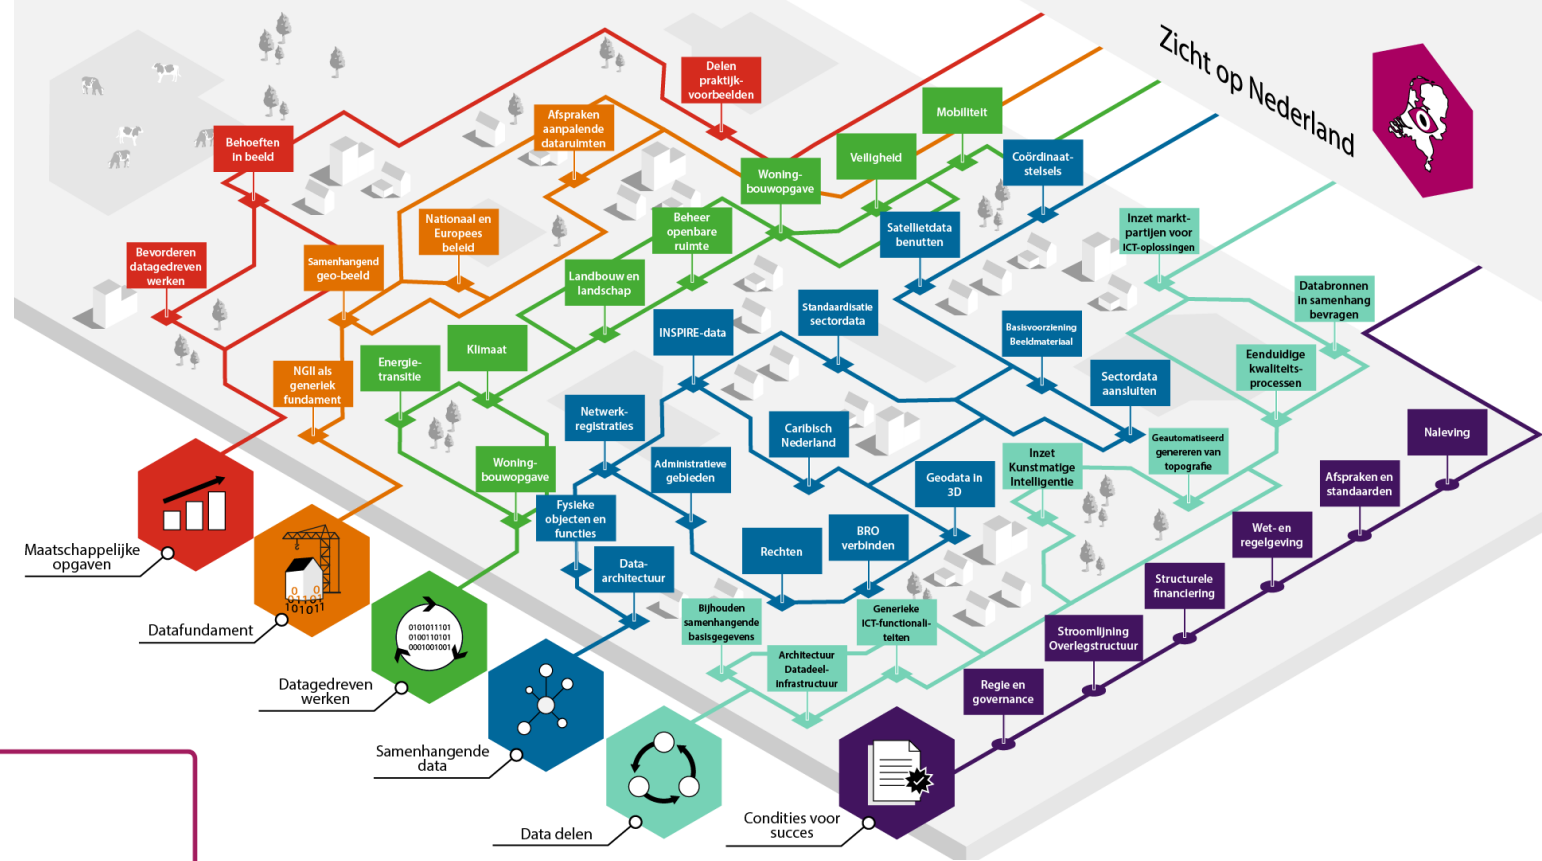 Zicht op Nederland
Delen
praktijk-
voorbeelden
Behoeften
in beeld
Bevorderen
datagedreven
werken
Afspraken
aanpalende
dataruimten
Nationaal en
Europees
beleid
Samenhangend
geo-beeld
NGII als
generiek
fundament
Mobiliteit
Veiligheid
Woning-
bouwopgave
Beheer
openbare
ruimte
Landbouw en
landschap
Klimaat
Energie-
transitie
Woning-
bouwopgave
Coördinaat-
stelsels
Satellietdata
benutten
Standaardisatie
sectordata
INSPIRE-data
Basisvoorziening
Beeldmateriaal
Sectordata
aansluiten
Netwerk-
registraties
Caribisch
Nederland
Administratieve
gebieden
Geodata in
3D
Fysieke
objecten en
functies
BRO
verbinden
Rechten
Data-
architectuur
Inzet markt-
partijen voor
ICT-oplossingen
Databronnen
in samenhang
bevragen
Eenduidige
kwaliteits-
processen
Geautomatiseerd
genereren van
topografie
Inzet
Kunstmatige
Intelligentie
Bijhouden
samenhangende
basisgegevens
Generieke
ICT-functionali-
teiten
Architectuur
Datadeel-
infrastructuur
Naleving
Afspraken en
standaarden
Wet- en
regelgeving
Structurele
financiering
Stroomlijning
Overlegstructuur
Regie en
governance
Maatschappelijke
opgaven
0 0
01101
101011
Datafundament
0101011101
0100110101
0001001001
Datagedreven
werken
Samenhangende
data
Data delen
Condities voor
succes